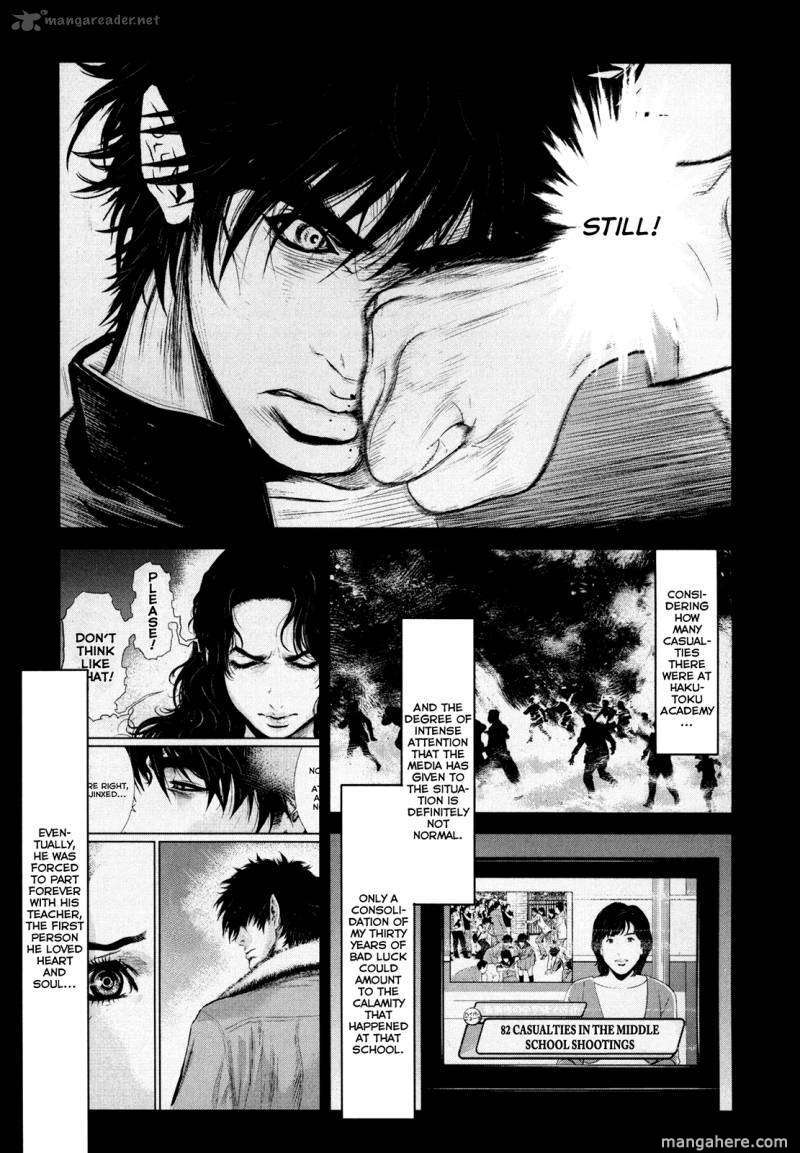 mangareader.net
STILL!
CONSI-
DERING
HOW
MANY
CASUAL-
TIES
THERE
WERE AT
HAKU-
TOKU
ACADEMY
...
AND THE
DEGREE OF
INTENSE
ATTENTION
THAT THE
MEDIA HAS
GIVEN TO
THE SITUA-
TION IS
DEFINITELY
NOT
NORMAL.
PLEASE!
DON'T
THINK
LIKE
HAT!
NO
AT
A
N
RE RIGHT,
JINXED...
82 CASUALTIES IN THE MIDDLE
SCHOOL SHOOTINGS
ONLY A
CONSOLI-
DATION OF
MY THIRTY
YEARS OF
BAD LUCK
COULD
AMOUNT
TO THE
CALAMITY
THAT
HAPPENED
AT THAT
SCHOOL.
EVEN-
TUALLY,
HE WAS
FORCED
TO PART
FOREVER
WITH HIS
TEACHER,
THE FIRST
PERSON
HE LOVED
HEART
AND
SOUL...
mangahere.com